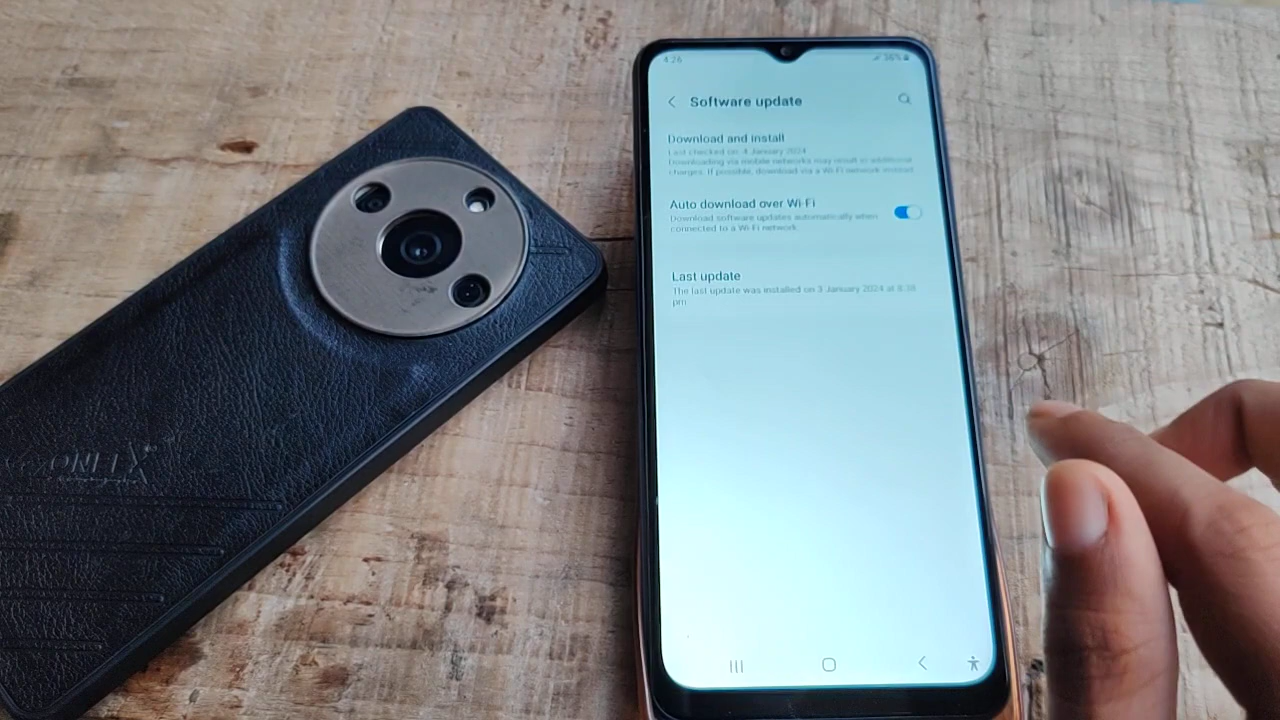 4:26
36%
Software update
Download and install
Last checked on 4 January 2024
Downloading via mobile networks may result in additional
charges. If possible, download via a Wi-Fi network instead.
Auto download over Wi-Fi
Download software updates automatically when
connected to a Wi-Fi network.
Last update
The last update was installed on 3 January 2024 at 8:38
pm